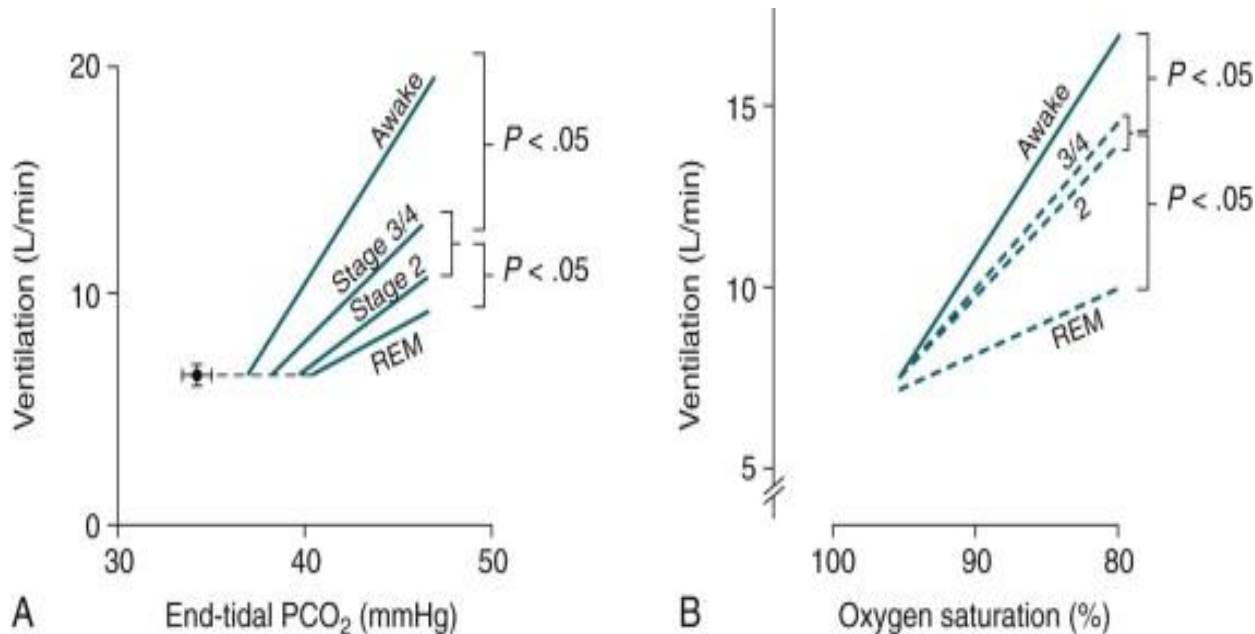 20
10
0
30
40
50
Ventilation (L/min)
End-tidal PCO₂ (mmHg)
Awake
Stage 3/4
Stage 2
REM
P < .05
P < .05
A
15
10
5
100
90
80
Ventilation (L/min)
Oxygen saturation (%)
Awake
3/4
2
REM
P < .05
P < .05
B